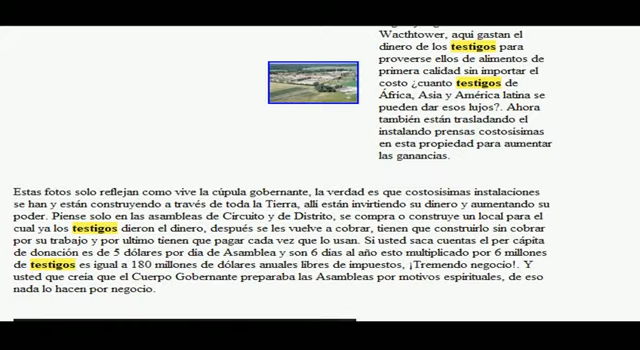 Wacthtower, aquí gastan el
dinero de los testigos para
proveerse ellos de alimentos de
primera calidad sin importar el
costo ¿cuanto testigos de
África, Asia y América latina se
pueden dar esos lujos?. Ahora
también están trasladando el
instalando prensas costosisimas
en esta propiedad para aumentar
las ganancias.
Estas fotos solo reflejan como vive la cúpula gobernante, la verdad es que costosisimas instalaciones
se han y están construyendo a través de toda la Tierra, allí están invirtiendo su dinero y aumentando su
poder. Piense solo en las asambleas de Circuito y de Distrito, se compra o construye un local para el
cual ya los testigos dieron el dinero, después se les vuelve a cobrar, tienen que construirlo sin cobrar
por su trabajo y por ultimo tienen que pagar cada vez que lo usan. Si usted saca cuentas el per cápita
de donación es de 5 dólares por día de Asamblea y son 6 días al año esto multiplicado por 6 millones
de testigos es igual a 180 millones de dólares anuales libres de impuestos, ¡Tremendo negocio!. Y
usted que creía que el Cuerpo Gobernante preparaba las Asambleas por motivos espirituales, de eso
nada lo hacen por negocio.